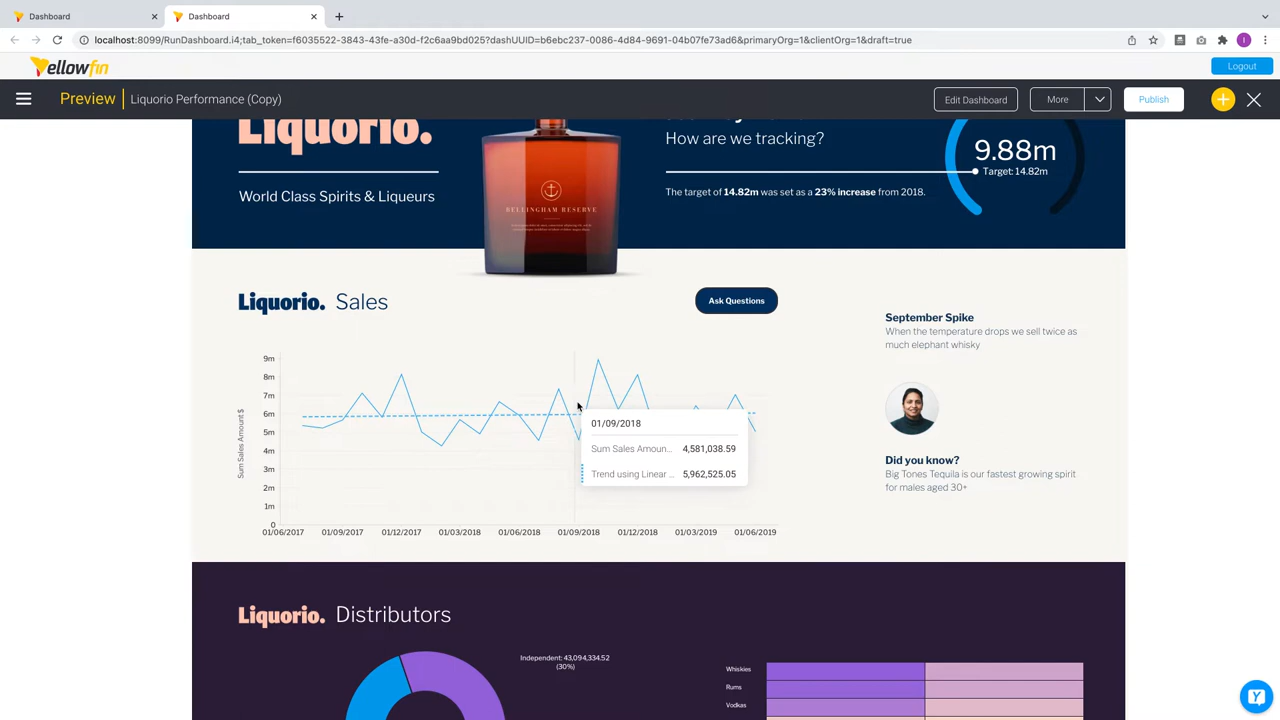 Dashboard
Dashboard
localhost:8099/RunDashboard.i4;tab_token=f6035522-3843-43fe-a30d-f2c6aa9bd025?dashUUID=b6ebc237-0086-4d84-9691-04b07fe73ad6&primaryOrg=1&clientOrg=1&draft=true
Yellowfin
Logout
Preview
Liquorio Performance (Copy)
Edit Dashboard
More
Publish
Liquorio.
World Class Spirits & Liqueurs
BELLINGHAM RESERVE
How are we tracking?
The target of 14.82m was set as a 23% increase from 2018.
9.88m
Target: 14.82m
Liquorio. Sales
Ask Questions
Sum Sales Amount $
9m
8m
7m
6m
5m
4m
3m
2m
1m
0
01/06/2017
01/09/2017
01/12/2017
01/03/2018
01/06/2018
01/09/2018
01/12/2018
01/03/2019
01/06/2019
01/09/2018
Sum Sales Amoun... 4,581,038.59
Trend using Linear ... 5,962,525.05
September Spike
When the temperature drops we sell twice as
much elephant whisky
Did you know?
Big Tones Tequila is our fastest growing spirit
for males aged 30+
Liquorio. Distributors
Independent: 43,094,334.52
(30%)
Whiskies
Rums
Vodkas